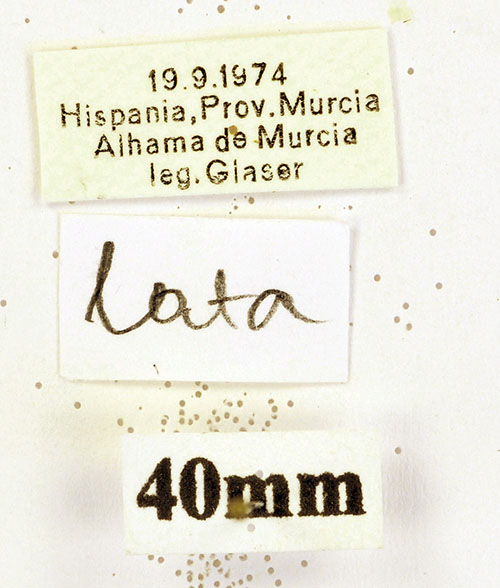 19.9.1974
Hispania,Prov.Murcia
Alhama de Murcia
leg.Glaser
lata
40mm